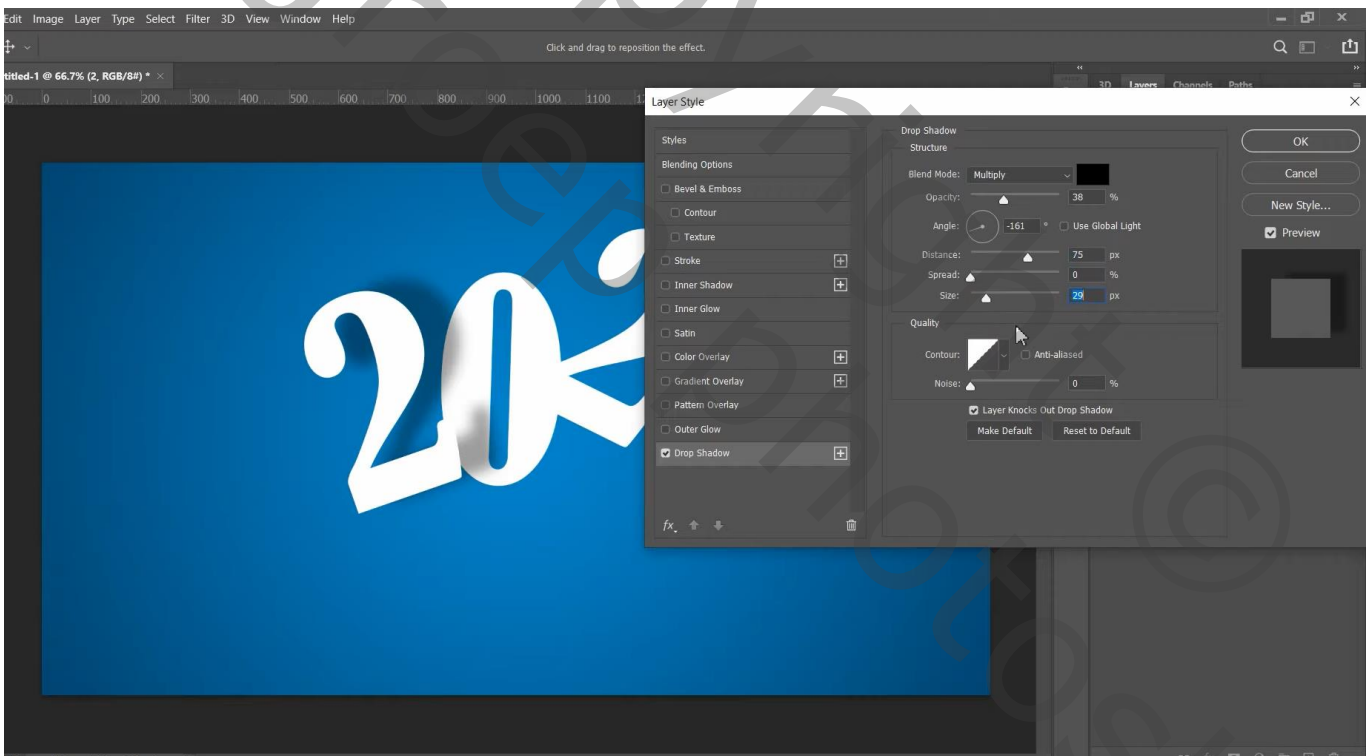 Edit Image Layer Type Select Filter 3D View Window Help
Click and drag to reposition the effect.
titled-1 @ 66.7% (2, RGB/8#) * ×
0 100 200 300 400 500 600 700 800 900 1000 1100
3D Layers Channels Paths
Layer Style
Styles
Blending Options
Bevel & Emboss
Contour
Texture
Stroke
Inner Shadow
Inner Glow
Satin
Color Overlay
Gradient Overlay
Pattern Overlay
Outer Glow
Drop Shadow
fx
Drop Shadow
Structure
Blend Mode: Multiply
Opacity: 38 %
Angle: -161 ° Use Global Light
Distance: 75 px
Spread: 0 %
Size: 29 px
Quality
Contour: Anti-aliased
Noise: 0 %
Layer Knocks Out Drop Shadow
Make Default Reset to Default
OK
Cancel
New Style...
Preview
20
©